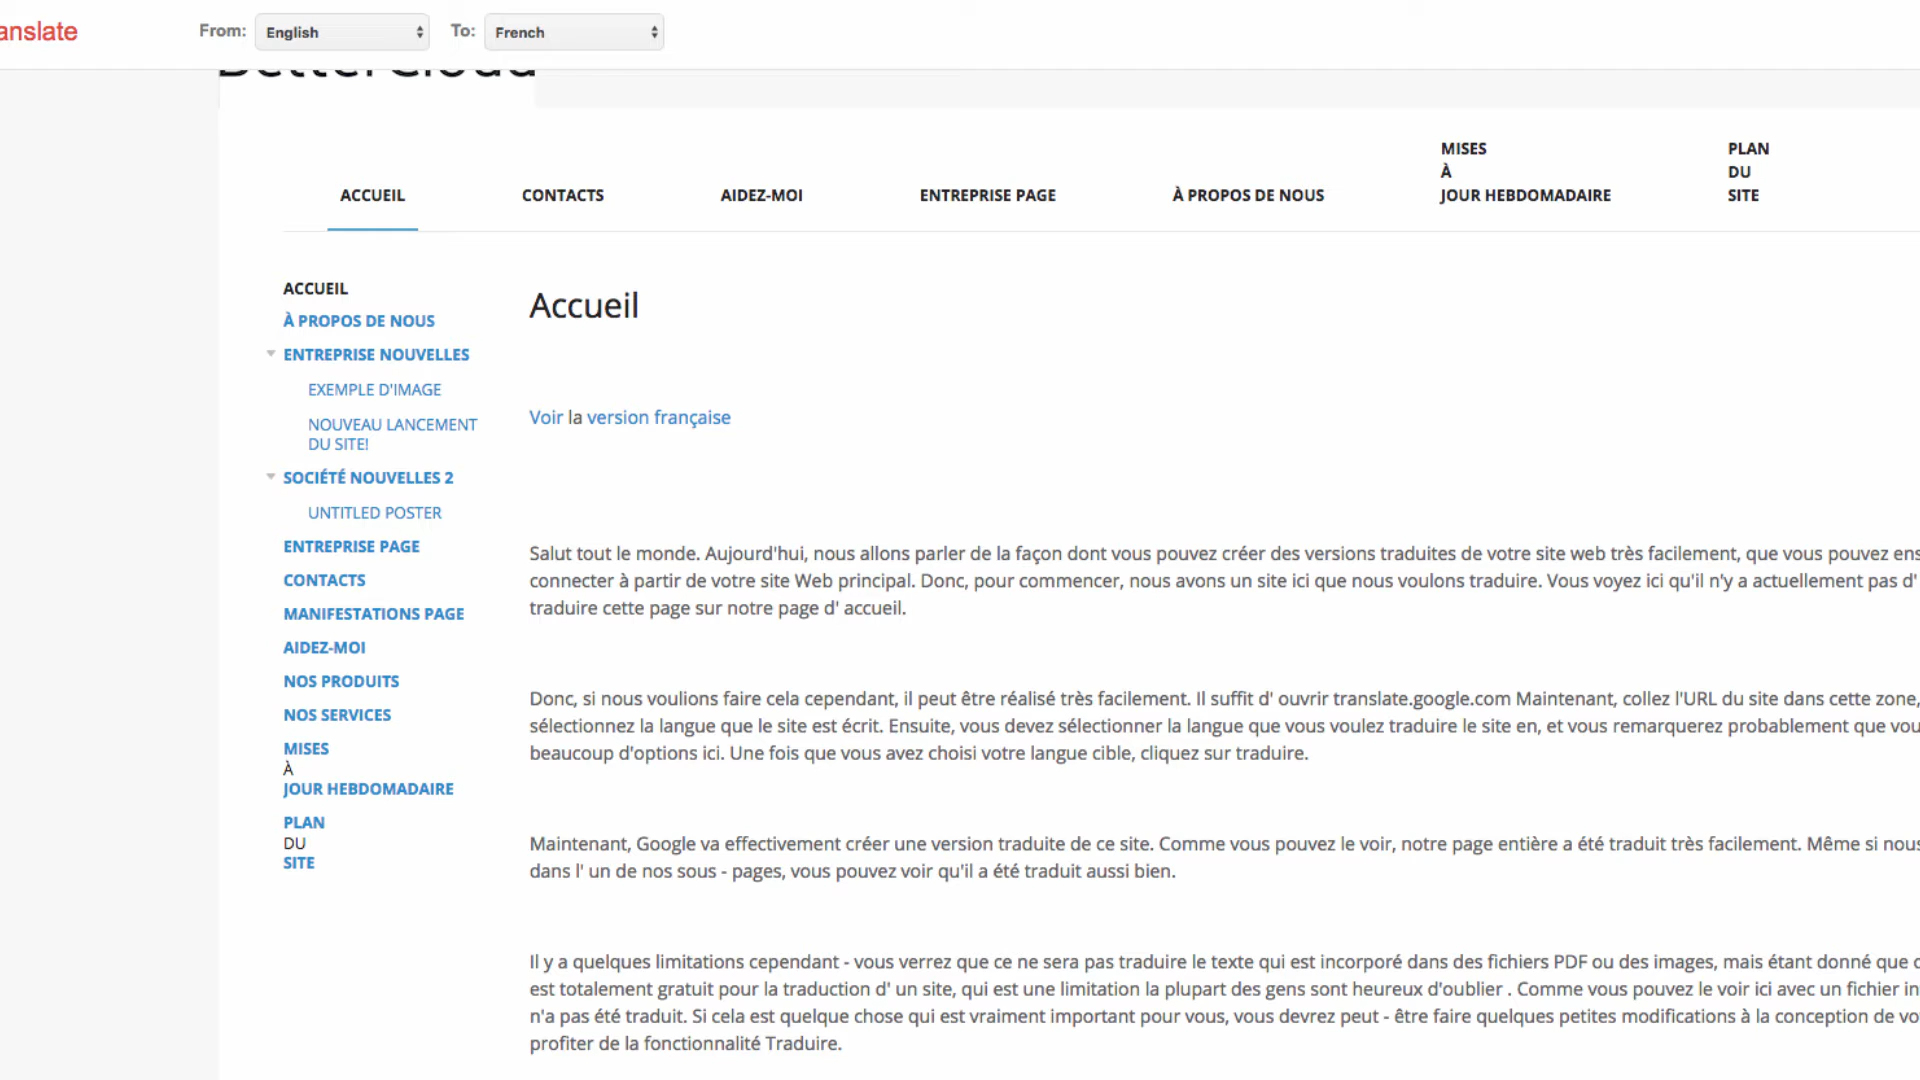 anslate
From: English To: French
BetterCloud
ACCUEIL CONTACTS AIDEZ-MOI ENTREPRISE PAGE À PROPOS DE NOUS
MISES
À
JOUR HEBDOMADAIRE
PLAN
DU
SITE
ACCUEIL
À PROPOS DE NOUS
ENTREPRISE NOUVELLES
EXEMPLE D'IMAGE
NOUVEAU LANCEMENT
DU SITE!
SOCIÉTÉ NOUVELLES 2
UNTITLED POSTER
ENTREPRISE PAGE
CONTACTS
MANIFESTATIONS PAGE
AIDEZ-MOI
NOS PRODUITS
NOS SERVICES
MISES
À
JOUR HEBDOMADAIRE
PLAN
DU
SITE
Accueil
Voir la version française
Salut tout le monde. Aujourd'hui, nous allons parler de la façon dont vous pouvez créer des versions traduites de votre site web très facilement, que vous pouvez ens
connecter à partir de votre site Web principal. Donc, pour commencer, nous avons un site ici que nous voulons traduire. Vous voyez ici qu'il n'y a actuellement pas d'
traduire cette page sur notre page d' accueil.
Donc, si nous voulions faire cela cependant, il peut être réalisé très facilement. Il suffit d' ouvrir translate.google.com Maintenant, collez l'URL du site dans cette zone,
sélectionnez la langue que le site est écrit. Ensuite, vous devez sélectionner la langue que vous voulez traduire le site en, et vous remarquerez probablement que vou
beaucoup d'options ici. Une fois que vous avez choisi votre langue cible, cliquez sur traduire.
Maintenant, Google va effectivement créer une version traduite de ce site. Comme vous pouvez le voir, notre page entière a été traduit très facilement. Même si nous
dans l' un de nos sous - pages, vous pouvez voir qu'il a été traduit aussi bien.
Il y a quelques limitations cependant - vous verrez que ce ne sera pas traduire le texte qui est incorporé dans des fichiers PDF ou des images, mais étant donné que c
est totalement gratuit pour la traduction d' un site, qui est une limitation la plupart des gens sont heureux d'oublier . Comme vous pouvez le voir ici avec un fichier in
n'a pas été traduit. Si cela est quelque chose qui est vraiment important pour vous, vous devrez peut - être faire quelques petites modifications à la conception de vo
profiter de la fonctionnalité Traduire.